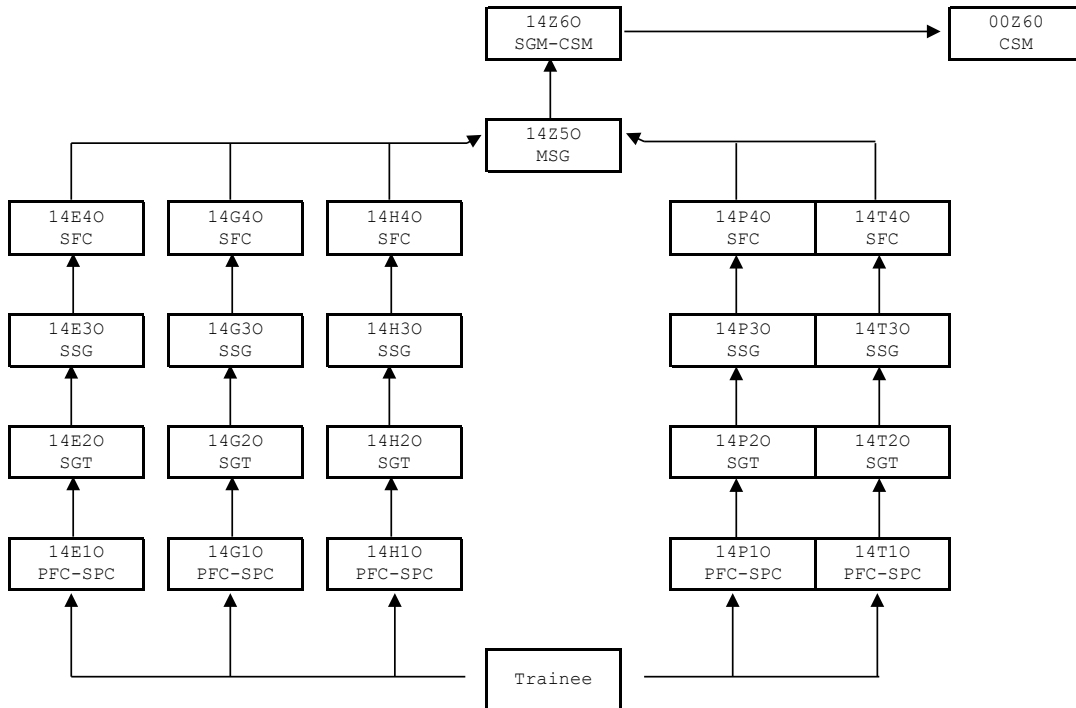 14Z6O
SGM-CSM
00Z60
CSM
14Z5O
MSG
14E4O
SFC
14G4O
SFC
14H4O
SFC
14P4O
SFC
14T4O
SFC
14E3O
SSG
14G3O
SSG
14H3O
SSG
14P3O
SSG
14T3O
SSG
14E2O
SGT
14G2O
SGT
14H2O
SGT
14P2O
SGT
14T2O
SGT
14E1O
PFC-SPC
14G1O
PFC-SPC
14H1O
PFC-SPC
14P1O
PFC-SPC
14T1O
PFC-SPC
Trainee